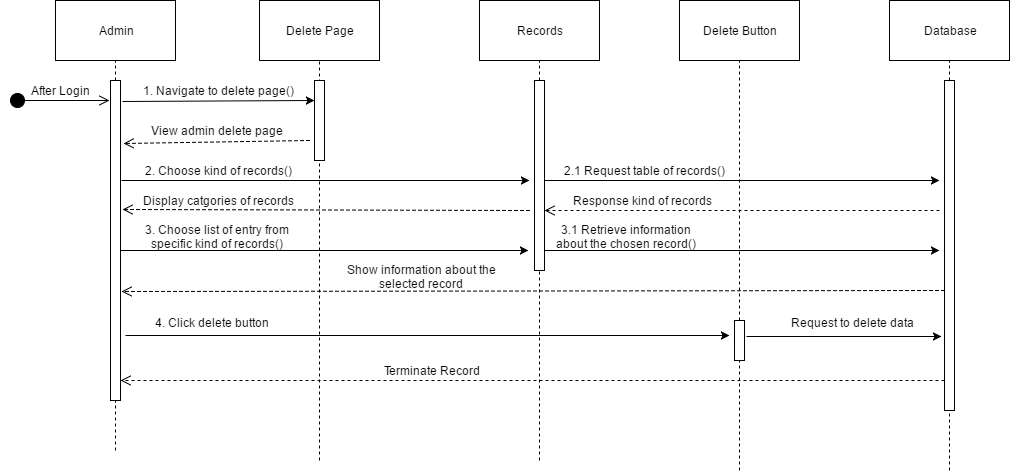 Admin
Delete Page
Records
Delete Button
Database
After Login
1. Navigate to delete page()
View admin delete page
2. Choose kind of records()
2.1 Request table of records()
Display catgories of records
Response kind of records
3. Choose list of entry from
specific kind of records()
3.1 Retrieve information
about the chosen record()
Show information about the
selected record
4. Click delete button
Request to delete data
Terminate Record